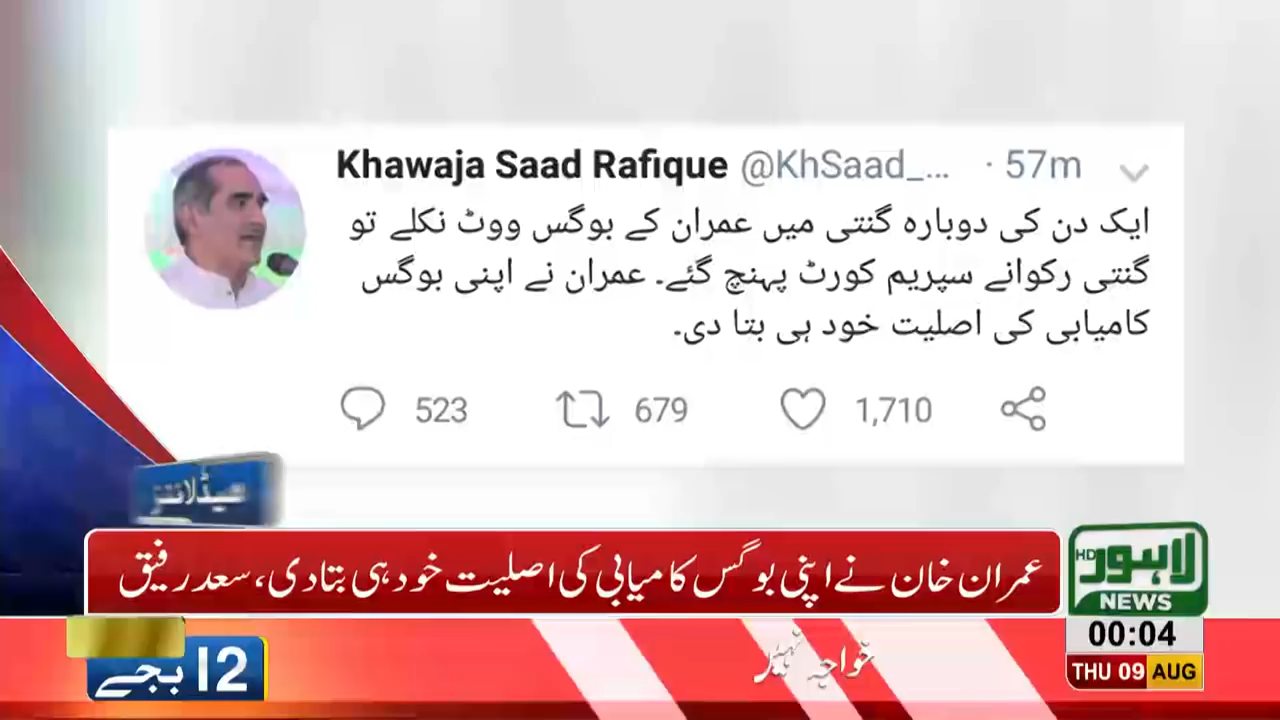 Khawaja Saad Rafique @KhSaad_... · 57m
ایک دن کی دوبارہ گنتی میں عمران کے بوگس ووٹ نکلے تو
گنتی رکوانے سپریم کورٹ پہنچ گئے۔ عمران نے اپنی بوگس
کامیابی کی اصلیت خود ہی بتا دی۔
523 679 1,710
ہیڈلائنز
عمران خان نے اپنی بوگس کامیابی کی اصلیت خود ہی بتادی، سعد رفیق
HD لاہور
NEWS
00:04
THU 09 AUG
12 بجے
خواجہ